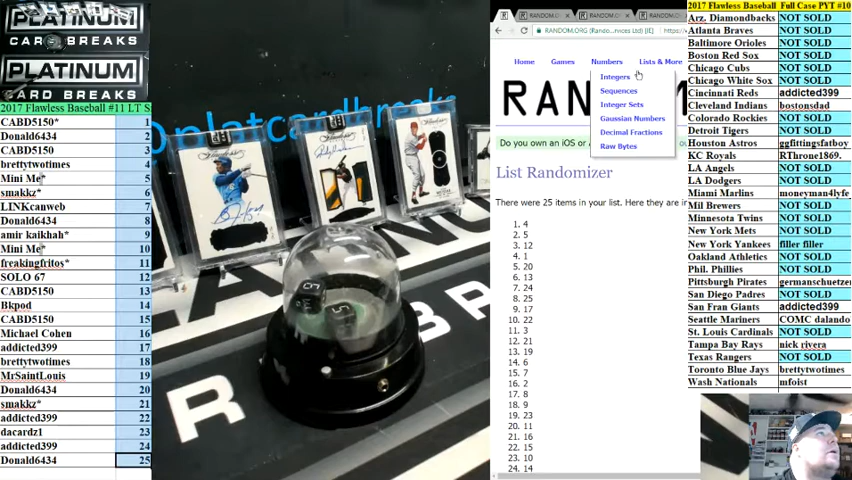 PLATINUM
CARD BREAKS
PLATINUM
CARD BREAKS
2017 Flawless Baseball #11 LT S
CABD5150* 1
Donald6434 2
CABD5150 3
brettytwotimes 4
Mini Me* 5
smakkz* 6
LINKcanweb 7
Donald6434 8
amir kaikhah* 9
Mini Me* 10
freakingfritos* 11
SOLO 67 12
CABD5150 13
Bkpod 14
CABD5150 15
Michael Cohen 16
addicted399 17
brettytwotimes 18
MrSaintLouis 19
Donald6434 20
smakkz* 21
addicted399 22
dacardz1 23
addicted399 24
Donald6434 25
platcardbreaks
RANDOM.ORG
Home Games Numbers Lists & More
Integers
Sequences
Integer Sets
Gaussian Numbers
Decimal Fractions
Raw Bytes
RAN
Do you own an iOS or
List Randomizer
There were 25 items in your list. Here they are in
1. 4
2. 5
3. 12
4. 1
5. 20
6. 13
7. 24
8. 25
9. 17
10. 22
11. 3
12. 21
13. 19
14. 6
15. 7
16. 2
17. 8
18. 9
19. 23
20. 11
21. 16
22. 15
23. 10
24. 14
2017 Flawless Baseball Full Case PYT #10
Arz. Diamondbacks NOT SOLD
Atlanta Braves NOT SOLD
Baltimore Orioles NOT SOLD
Boston Red Sox NOT SOLD
Chicago Cubs NOT SOLD
Chicago White Sox NOT SOLD
Cincinnati Reds addicted399
Cleveland Indians bostonsdad
Colorado Rockies NOT SOLD
Detroit Tigers NOT SOLD
Houston Astros ggfittingsfatboy
KC Royals RThrone1869.
LA Angels NOT SOLD
LA Dodgers NOT SOLD
Miami Marlins moneyman4lyfe
Mil Brewers NOT SOLD
Minnesota Twins NOT SOLD
New York Mets NOT SOLD
New York Yankees filler filler
Oakland Athletics NOT SOLD
Phil. Phillies NOT SOLD
Pittsburgh Pirates germanschuetzer
San Diego Padres NOT SOLD
San Fran Giants addicted399
Seattle Mariners COMC dalando
St. Louis Cardinals NOT SOLD
Tampa Bay Rays nick rivera
Texas Rangers NOT SOLD
Toronto Blue Jays brettytwotimes
Wash Nationals mfoist